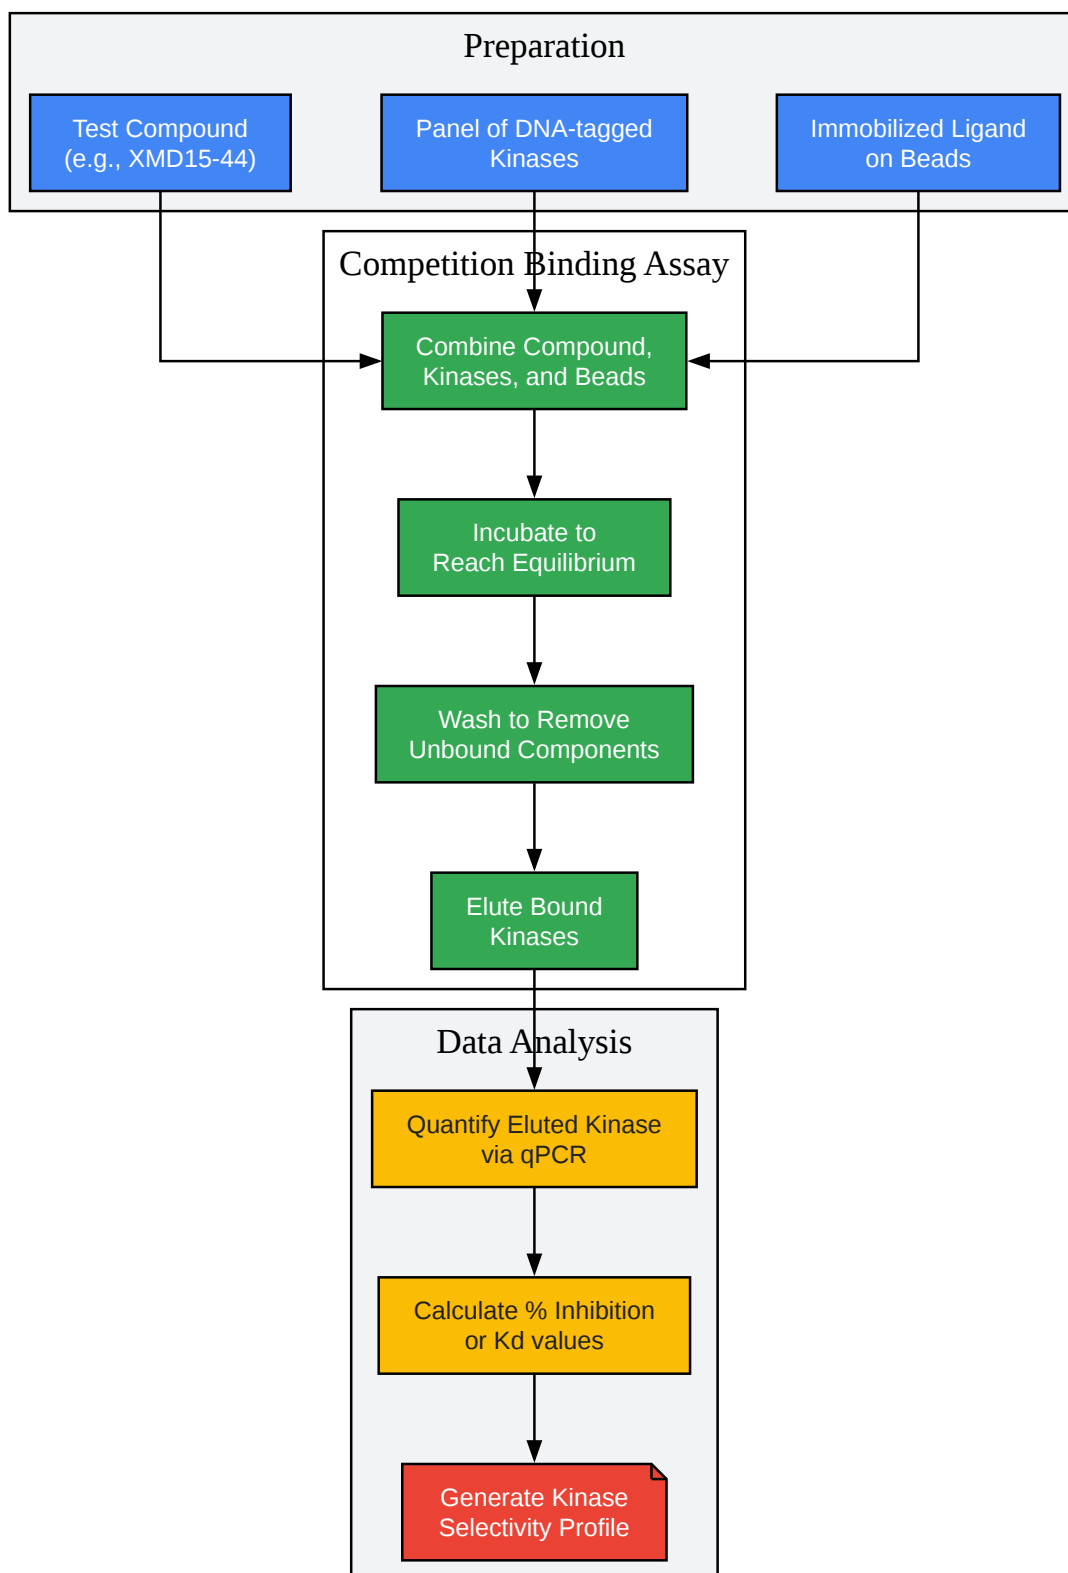 Preparation
Test Compound
(e.g., XMD15-44)
Panel of DNA-tagged
Kinases
Immobilized Ligand
on Beads
Competition Binding Assay
Combine Compound,
Kinases, and Beads
Incubate to
Reach Equilibrium
Wash to Remove
Unbound Components
Elute Bound
Kinases
Data Analysis
Quantify Eluted Kinase
via qPCR
Calculate % Inhibition
or Kd values
Generate Kinase
Selectivity Profile